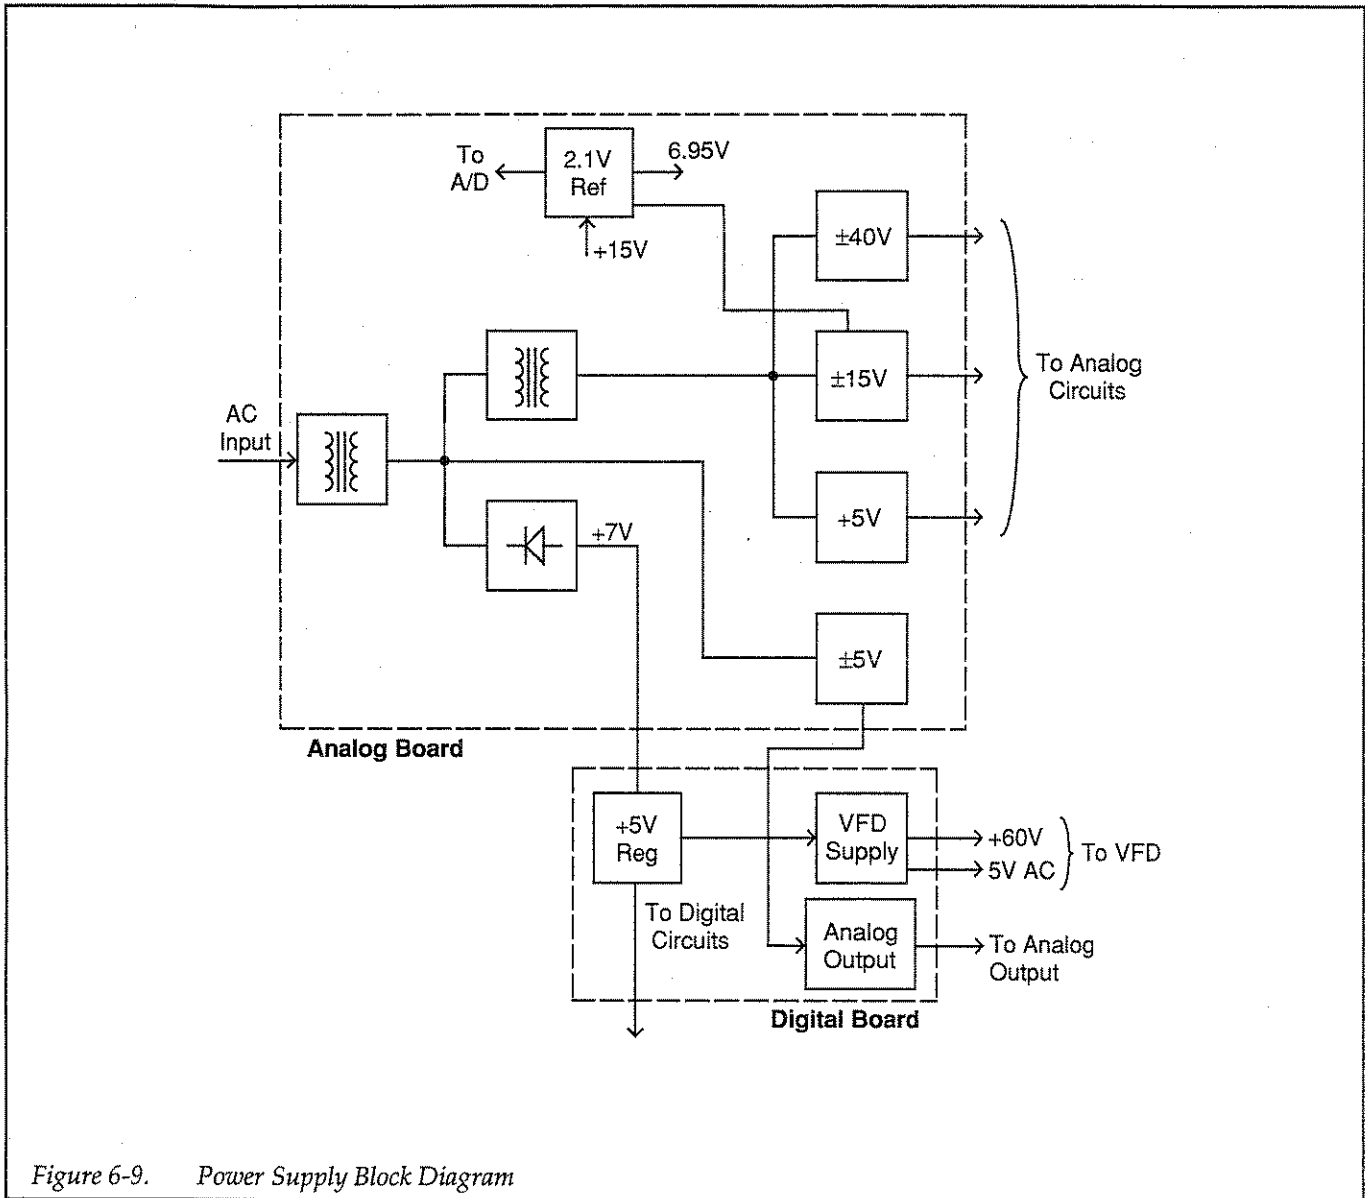 To
A/D
2.1V
Ref
6.95V
+15V
±40V
±15V
To Analog
Circuits
AC
Input
+5V
+7V
±5V
Analog Board
+5V
Reg
VFD
Supply
+60V
5V AC
To VFD
To Digital
Circuits
Analog
Output
To Analog
Output
Digital Board
Figure 6-9. Power Supply Block Diagram